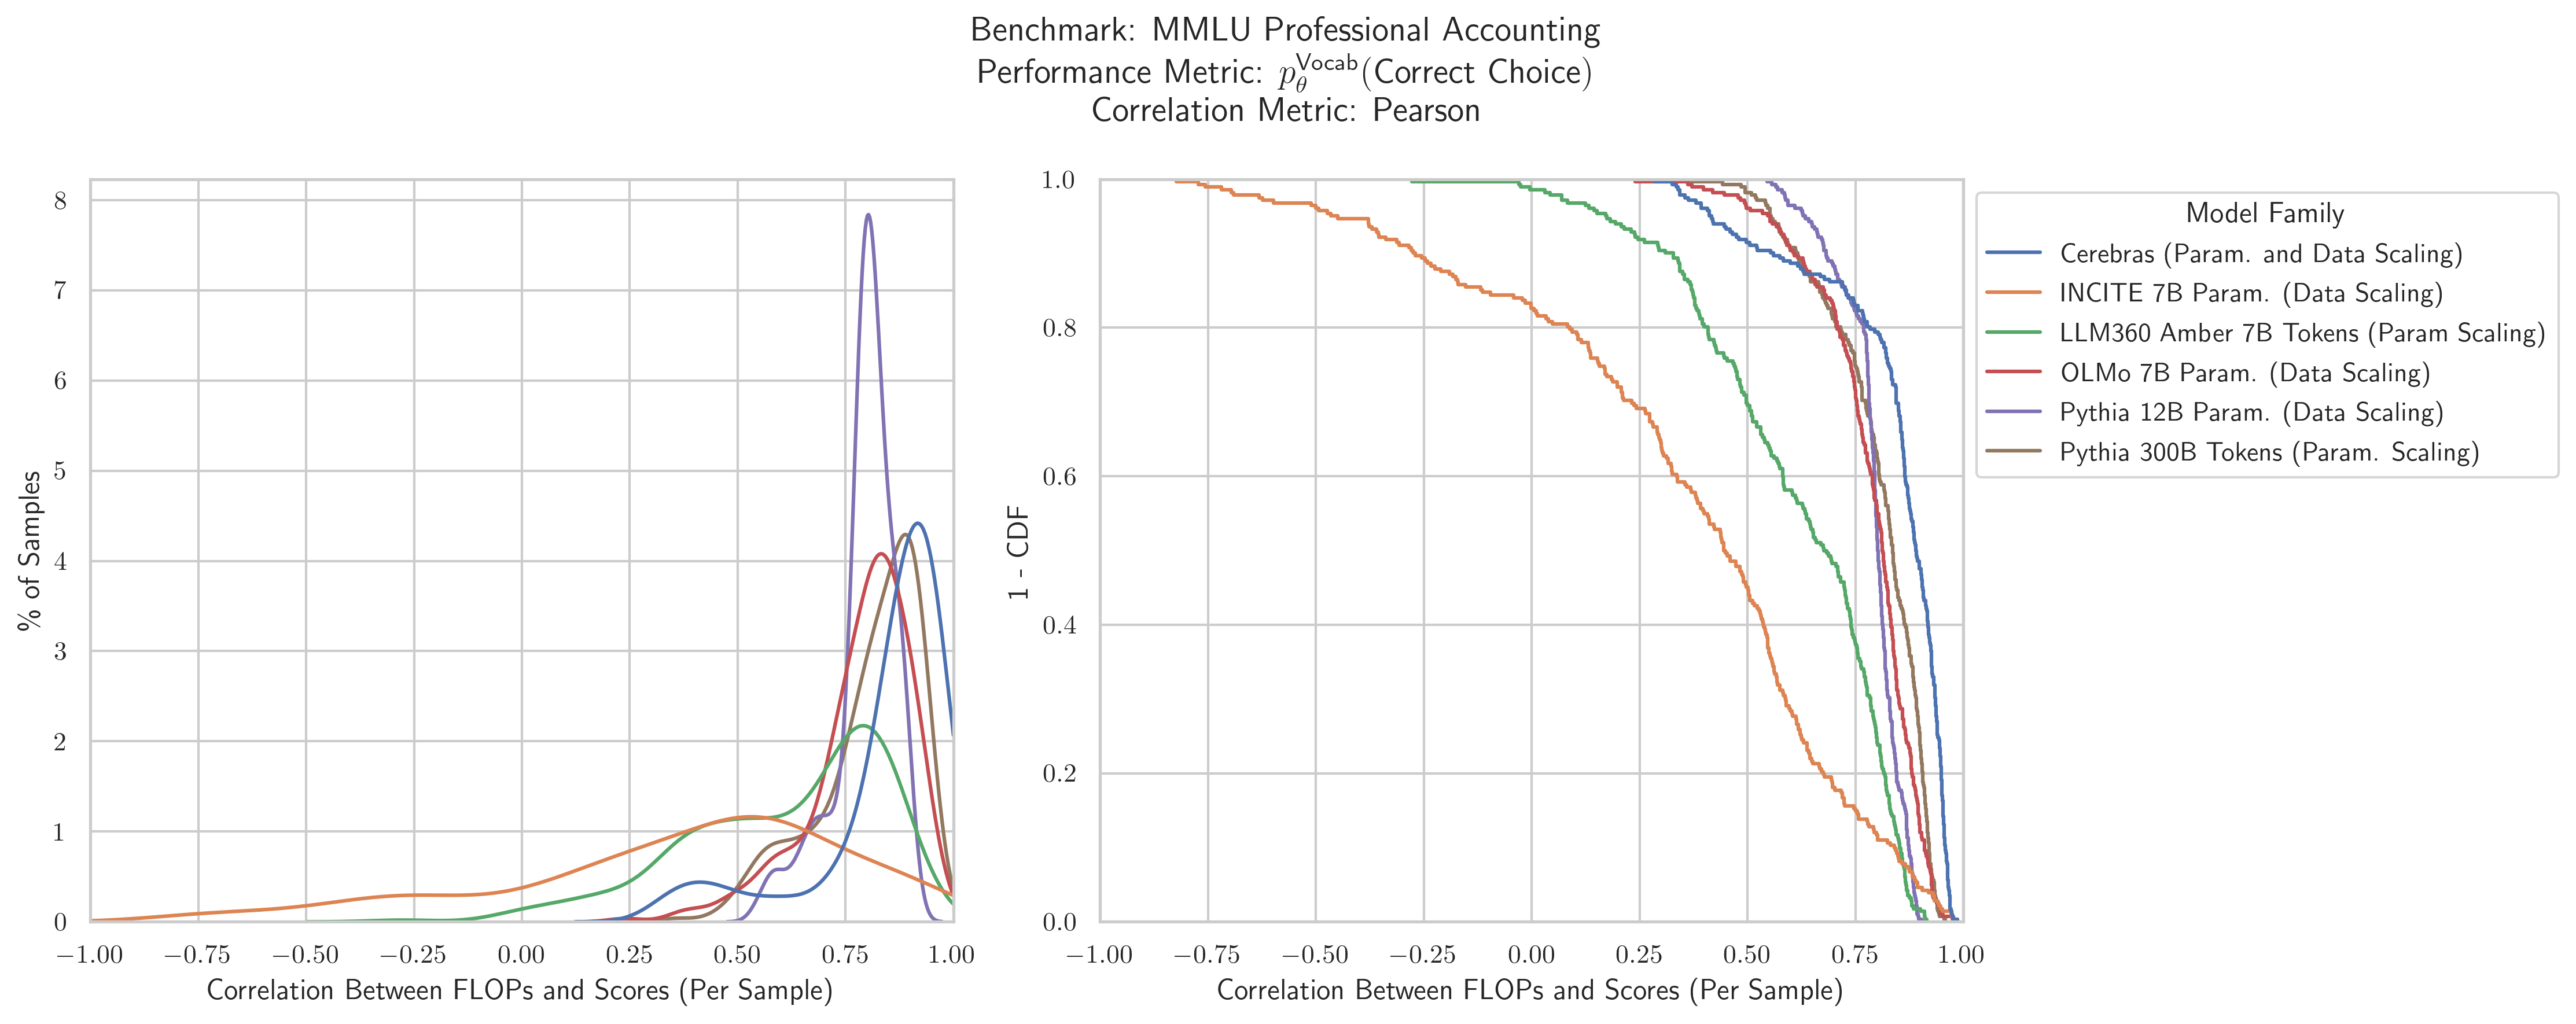 Benchmark: MMLU Professional Accounting
Performance Metric: $p_\theta^{\text{Vocab}}$(Correct Choice)
Correlation Metric: Pearson
% of Samples
8
7
6
5
4
3
2
1
0
−1.00 −0.75 −0.50 −0.25 0.00 0.25 0.50 0.75 1.00
Correlation Between FLOPs and Scores (Per Sample)
1 - CDF
1.0
0.8
0.6
0.4
0.2
0.0
−1.00 −0.75 −0.50 −0.25 0.00 0.25 0.50 0.75 1.00
Correlation Between FLOPs and Scores (Per Sample)
Model Family
Cerebras (Param. and Data Scaling)
INCITE 7B Param. (Data Scaling)
LLM360 Amber 7B Tokens (Param Scaling)
OLMo 7B Param. (Data Scaling)
Pythia 12B Param. (Data Scaling)
Pythia 300B Tokens (Param. Scaling)